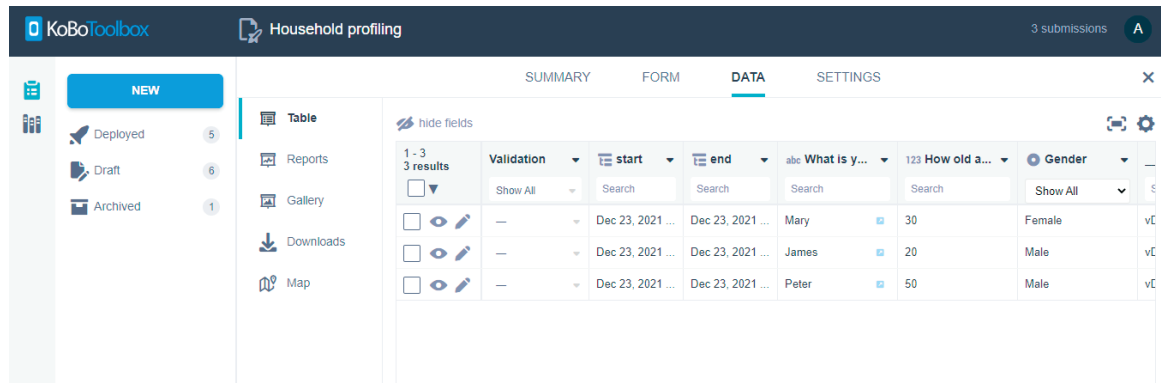 KoBoToolbox
Household profiling
3 submissions
A
SUMMARY FORM DATA SETTINGS
NEW
Deployed 5
Draft 6
Archived 1
Table
Reports
Gallery
Downloads
Map
hide fields
1 - 3
3 results
Validation start end abc What is y... 123 How old a... Gender
Show All Search Search Search Search Show All
— Dec 23, 2021 ... Dec 23, 2021 ... Mary 30 Female
— Dec 23, 2021 ... Dec 23, 2021 ... James 20 Male
— Dec 23, 2021 ... Dec 23, 2021 ... Peter 50 Male